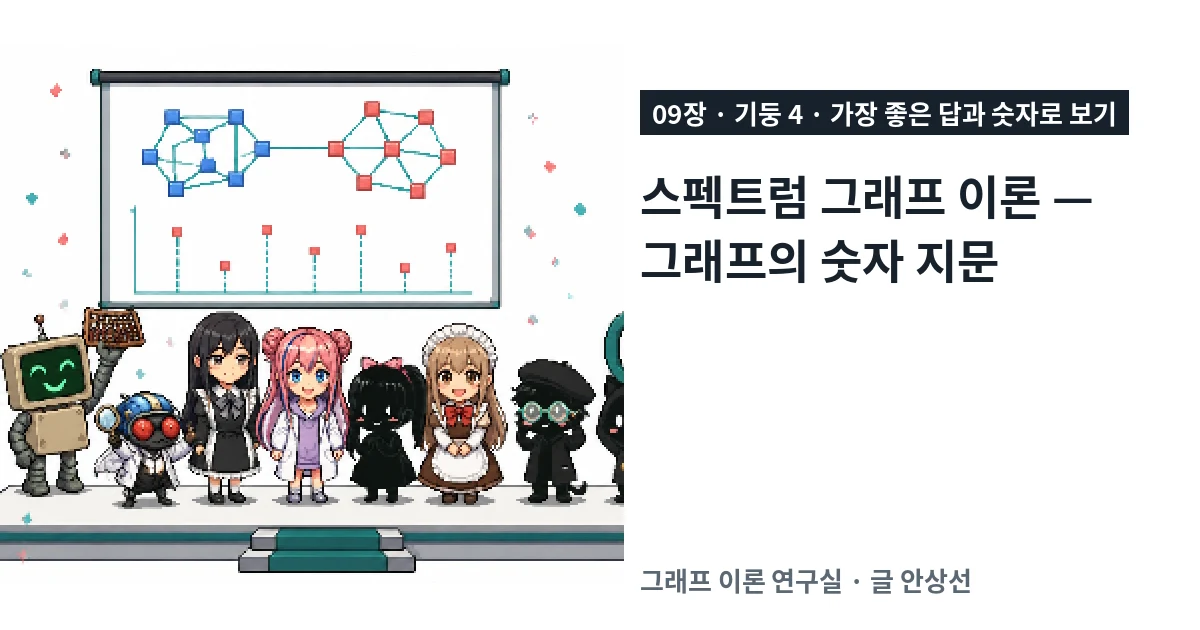 09장 · 기둥 4 · 가장 좋은 답과 숫자로 보기
스펙트럼 그래프 이론 —
그래프의 숫자 지문
그래프 이론 연구실 · 글 안상선